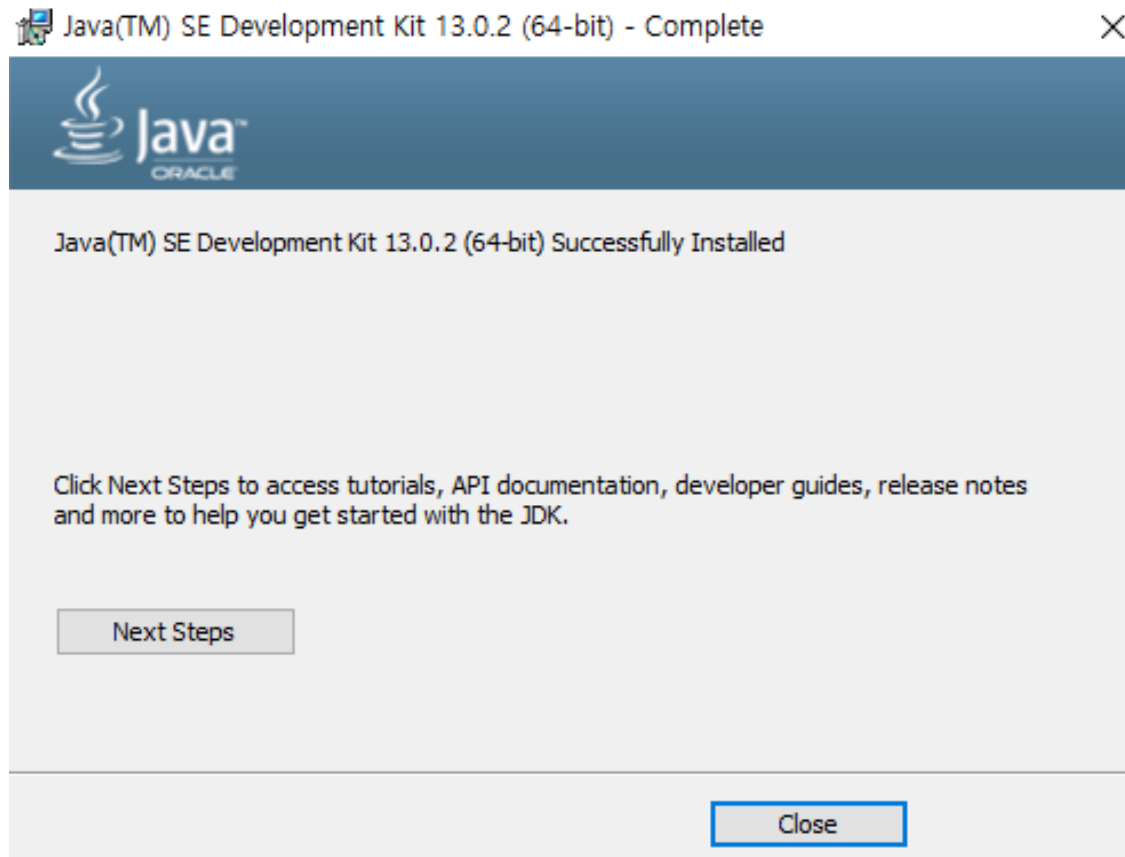 Java(TM) SE Development Kit 13.0.2 (64-bit) - Complete
Java™
ORACLE
Java(TM) SE Development Kit 13.0.2 (64-bit) Successfully Installed
Click Next Steps to access tutorials, API documentation, developer guides, release notes
and more to help you get started with the JDK.
Next Steps
Close